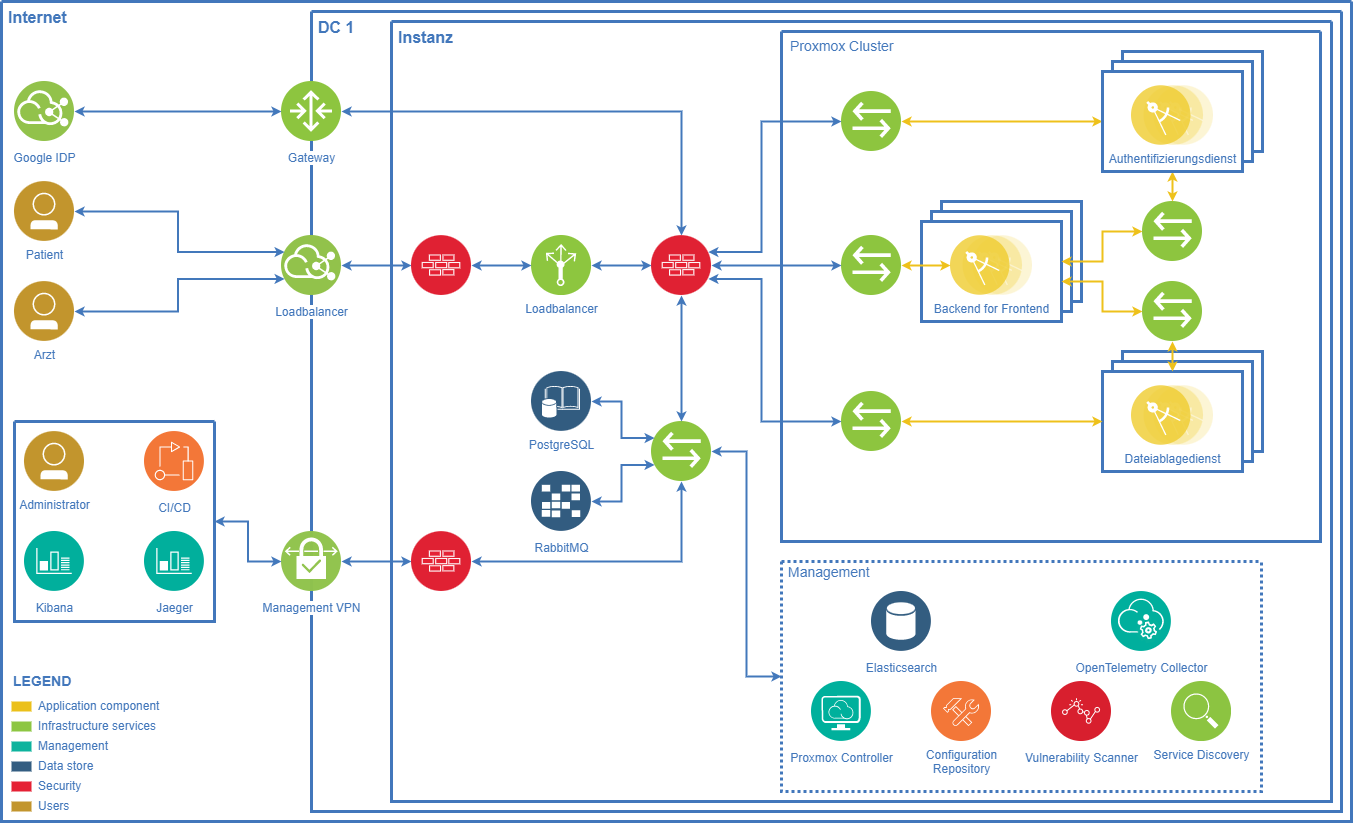 Internet
DC 1
Instanz
Proxmox Cluster
Google IDP
Gateway
Authentifizierungsdienst
Patient
Loadbalancer
Loadbalancer
Backend for Frontend
Arzt
PostgreSQL
Dateiablagedienst
Administrator
CI/CD
RabbitMQ
Kibana
Jaeger
Management VPN
Management
Elasticsearch
OpenTelemetry Collector
Proxmox Controller
Configuration
Repository
Vulnerability Scanner
Service Discovery
LEGEND
Application component
Infrastructure services
Management
Data store
Security
Users